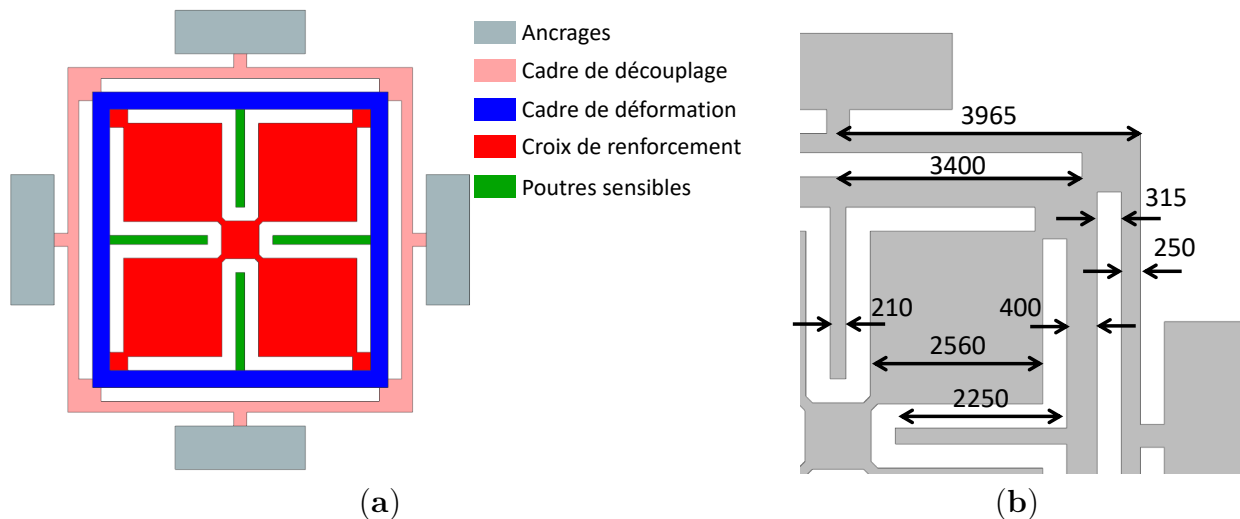 Ancrages
Cadre de découplage
Cadre de déformation
Croix de renforcement
Poutres sensibles
3965
3400
315
250
210
400
2560
2250
(a)
(b)